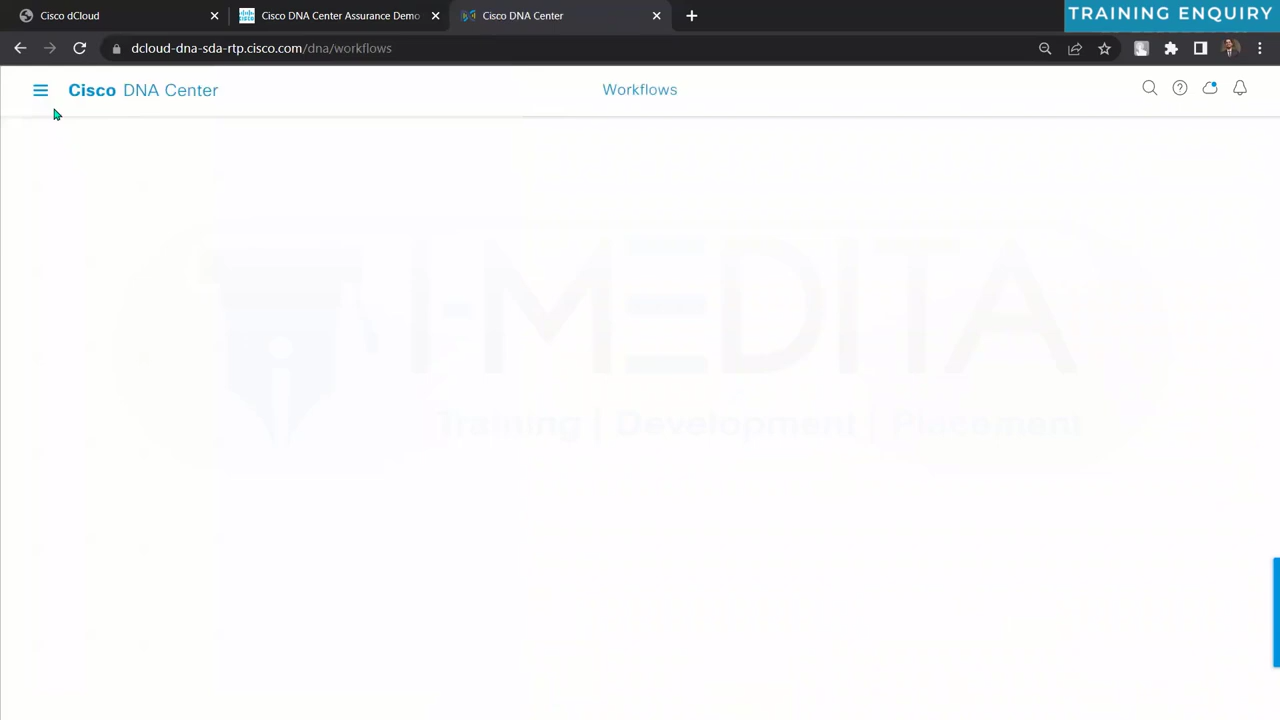 Cisco dCloud
Cisco DNA Center Assurance Demo
Cisco DNA Center
TRAINING ENQUIRY
dcloud-dna-sda-rtp.cisco.com/dna/workflows
Cisco DNA Center
Workflows
I-MEDITA
Training | Development | Placement